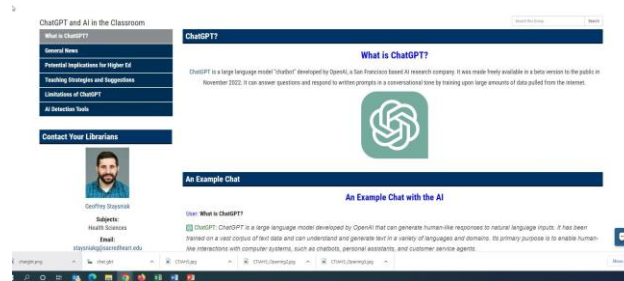 ChatGPT and AI in the Classroom
Search this Group
Search
What is ChatGPT?
General News
Potential Implications for Higher Ed
Teaching Strategies and Suggestions
Limitations of ChatGPT
AI Detection Tools
Contact Your Librarians
Geoffrey Staysniak
Subjects:
Health Sciences
Email:
staysniakg@sacredheart.edu
ChatGPT?
What is ChatGPT?
ChatGPT is a large language model "chatbot" developed by OpenAI, a San Francisco based AI research company. It was made freely available in a beta version to the public in
November 2022. It can answer questions and respond to written prompts in a conversational tone by training upon large amounts of data pulled from the internet.
An Example Chat
An Example Chat with the AI
User: What is ChatGPT?
ChatGPT: ChatGPT is a large language model developed by OpenAI that can generate human-like responses to natural language inputs. It has been
trained on a vast corpus of text data and can understand and generate text in a variety of languages and domains. Its primary purpose is to enable human-
like interactions with computer systems, such as chatbots, personal assistants, and customer service agents.
chatgbt.png
chat gbt
Show